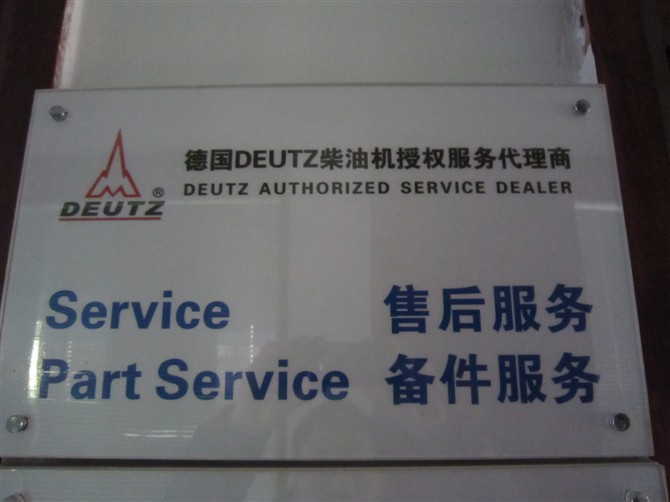 德国DEUTZ柴油机授权服务代理商
DEUTZ AUTHORIZED SERVICE DEALER
DEUTZ®
Service 售后服务
Part Service 备件服务